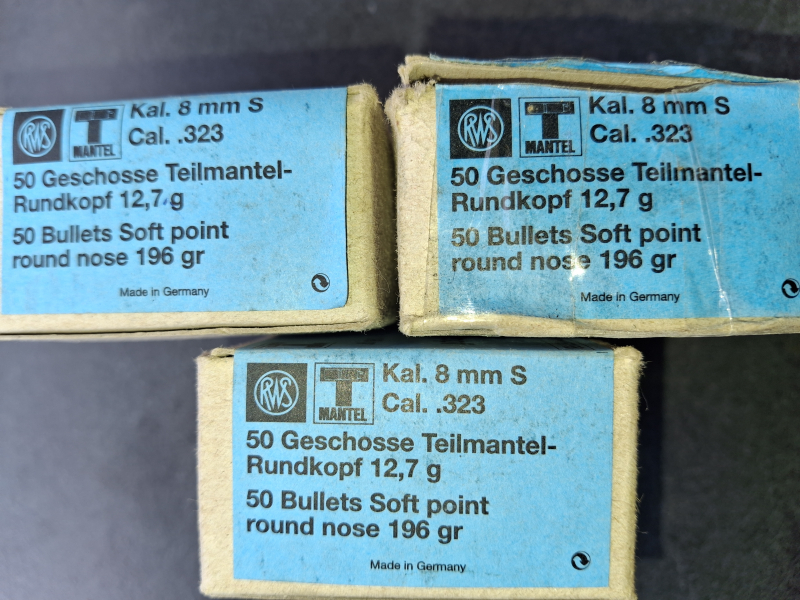 RWS
T
MANTEL
Kal. 8 mm S
Cal. .323
50 Geschosse Teilmantel-
Rundkopf 12,7 g
50 Bullets Soft point
round nose 196 gr
Made in Germany
RWS
T
MANTEL
Kal. 8 mm S
Cal. .323
50 Geschosse Teilmantel-
Rundkopf 12,7 g
50 Bullets Soft point
round nose 196 gr
Made in Germany
RWS
T
MANTEL
Kal. 8 mm S
Cal. .323
50 Geschosse Teilmantel-
Rundkopf 12,7 g
50 Bullets Soft point
round nose 196 gr
Made in Germany